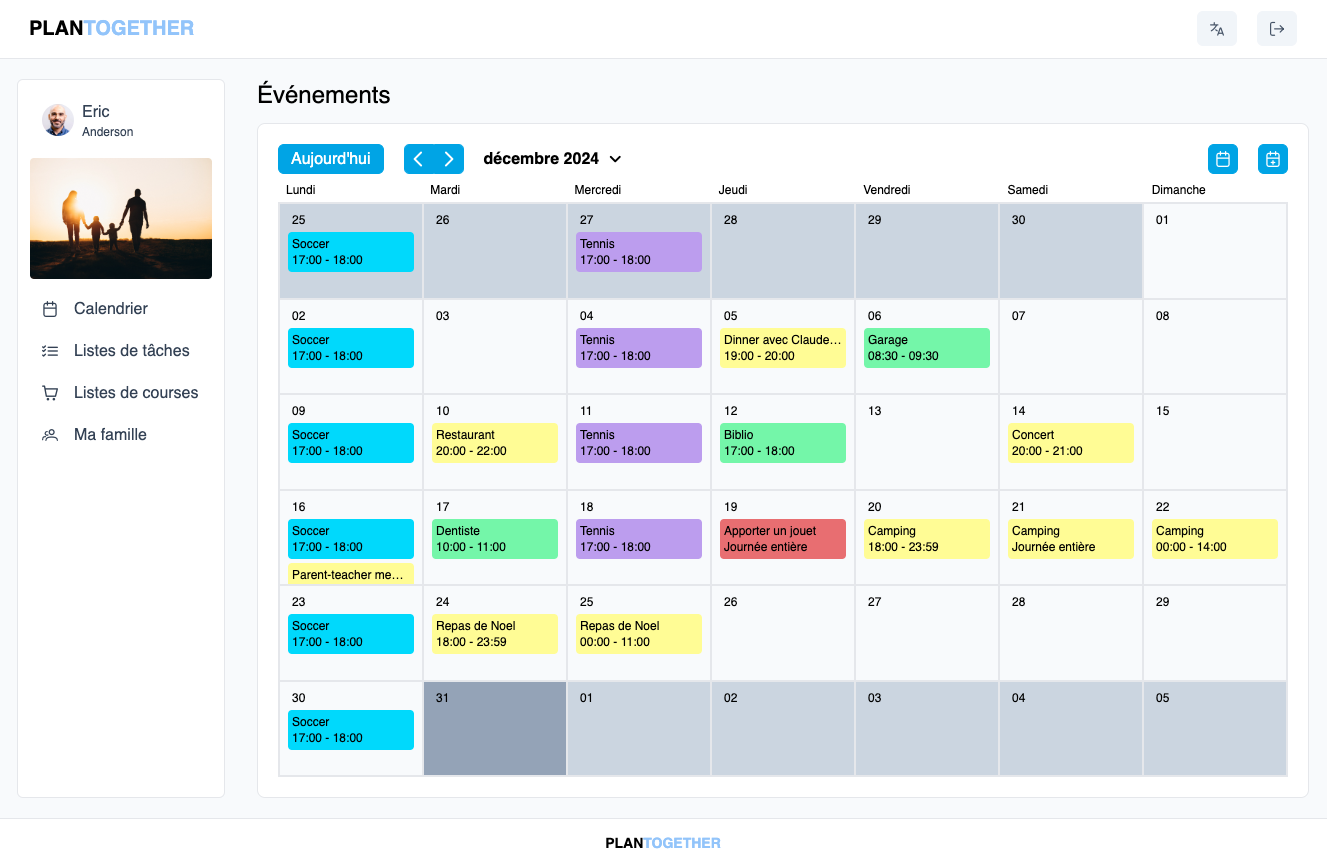 PLANTOGETHER
Eric
Anderson
Calendrier
Listes de tâches
Listes de courses
Ma famille
Événements
Aujourd'hui
décembre 2024
Lundi Mardi Mercredi Jeudi Vendredi Samedi Dimanche
25 26 27 28 29 30 01
Soccer Tennis
17:00 - 18:00 17:00 - 18:00
02 03 04 05 06 07 08
Soccer Tennis Dinner avec Claude... Garage
17:00 - 18:00 17:00 - 18:00 19:00 - 20:00 08:30 - 09:30
09 10 11 12 13 14 15
Soccer Restaurant Tennis Biblio Concert
17:00 - 18:00 20:00 - 22:00 17:00 - 18:00 17:00 - 18:00 20:00 - 21:00
16 17 18 19 20 21 22
Soccer Dentiste Tennis Apporter un jouet Camping Camping Camping
17:00 - 18:00 10:00 - 11:00 17:00 - 18:00 Journée entière 18:00 - 23:59 Journée entière 00:00 - 14:00
Parent-teacher me...
23 24 25 26 27 28 29
Soccer Repas de Noel Repas de Noel
17:00 - 18:00 18:00 - 23:59 00:00 - 11:00
30 31 01 02 03 04 05
Soccer
17:00 - 18:00
PLANTOGETHER